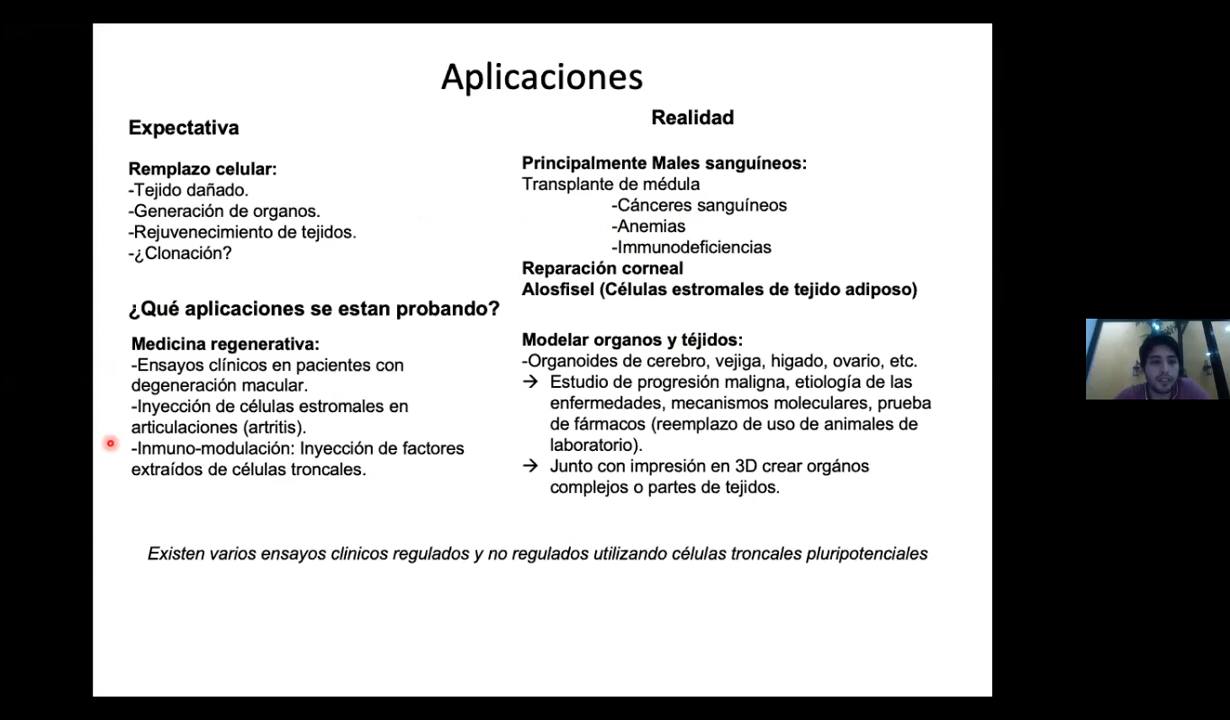 Aplicaciones
Expectativa
Remplazo celular:
-Tejido dañado.
-Generación de organos.
-Rejuvenecimiento de tejidos.
-¿Clonación?
Realidad
Principalmente Males sanguíneos:
Transplante de médula
-Cánceres sanguíneos
-Anemias
-Immunodeficiencias
Reparación corneal
Alosfisel (Células estromales de tejido adiposo)
¿Qué aplicaciones se estan probando?
Medicina regenerativa:
-Ensayos clínicos en pacientes con
degeneración macular.
-Inyección de células estromales en
articulaciones (artritis).
-Inmuno-modulación: Inyección de factores
extraídos de células troncales.
Modelar organos y téjidos:
-Organoides de cerebro, vejiga, higado, ovario, etc.
→ Estudio de progresión maligna, etiología de las
enfermedades, mecanismos moleculares, prueba
de fármacos (reemplazo de uso de animales de
laboratorio).
→ Junto con impresión en 3D crear orgános
complejos o partes de tejidos.
Existen varios ensayos clinicos regulados y no regulados utilizando células troncales pluripotenciales